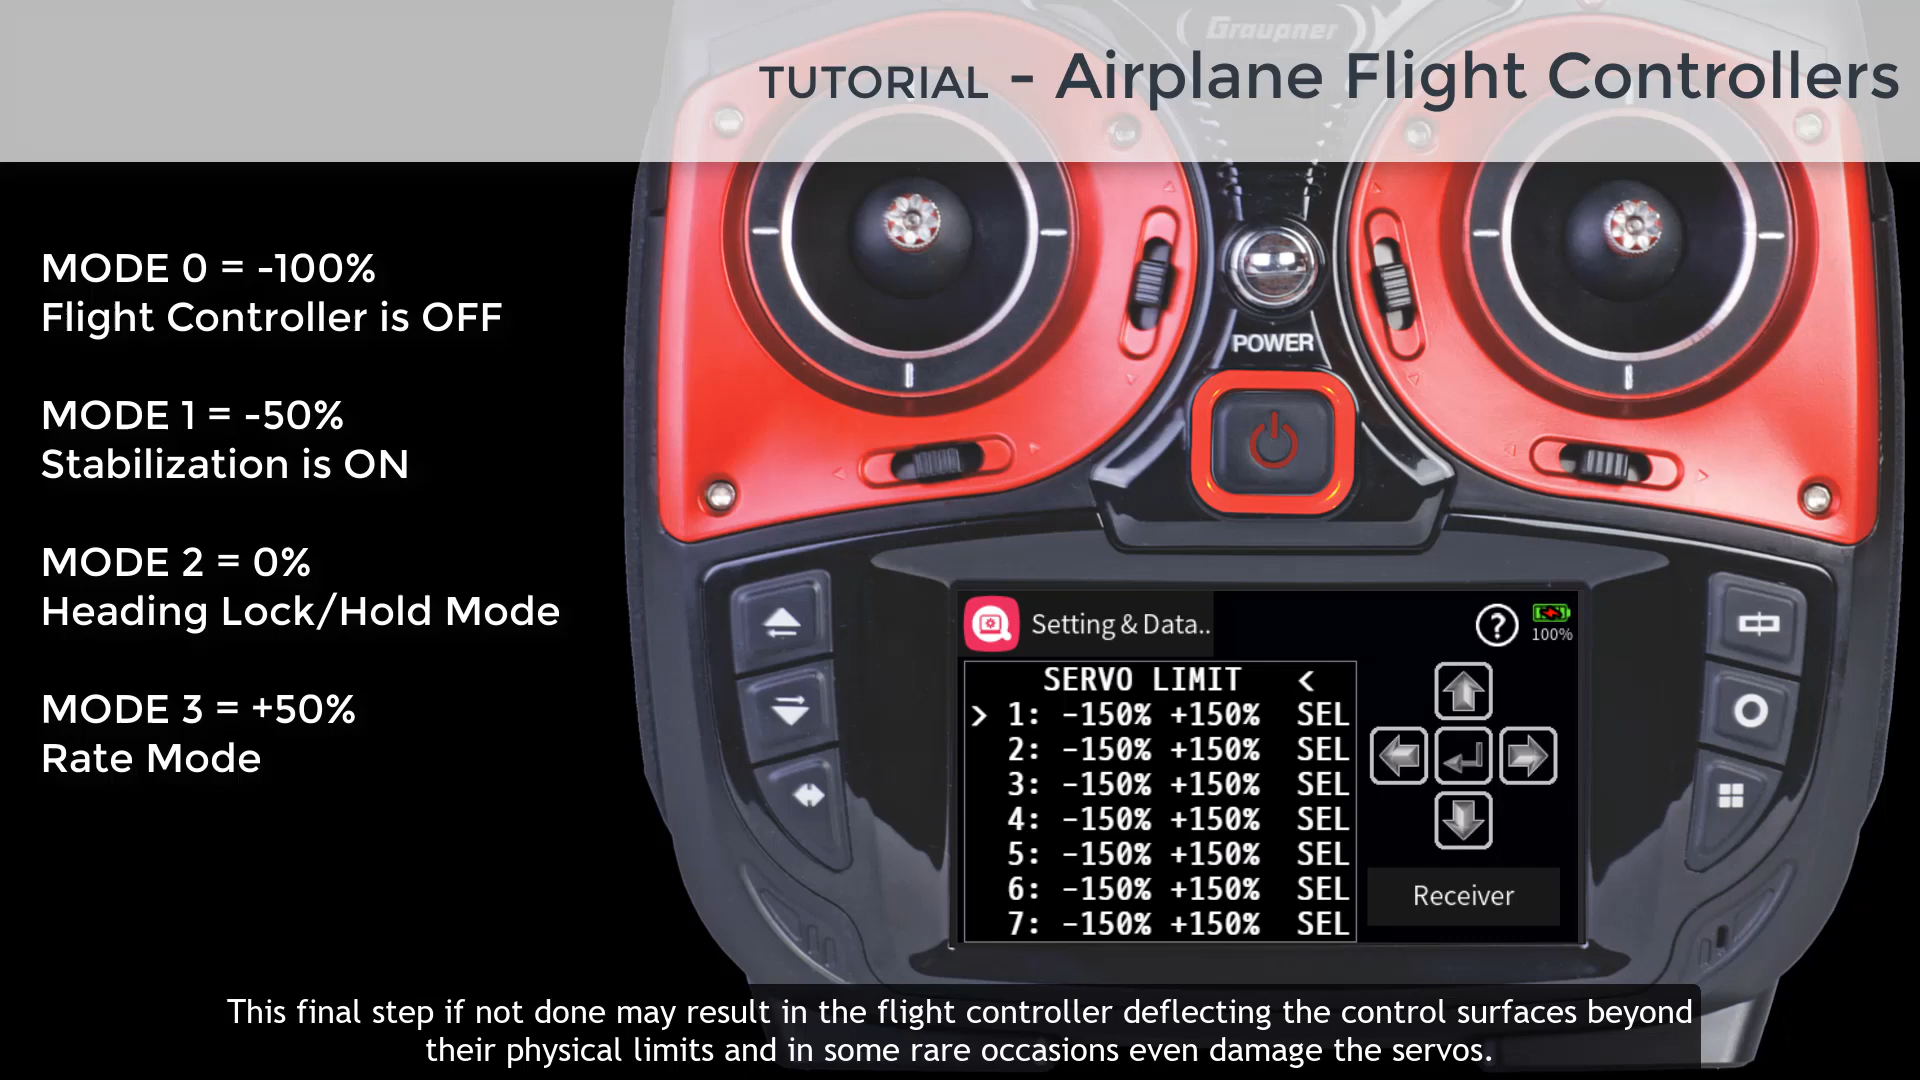 Graupner
TUTORIAL - Airplane Flight Controllers
MODE 0 = -100%
Flight Controller is OFF
MODE 1 = -50%
Stabilization is ON
MODE 2 = 0%
Heading Lock/Hold Mode
MODE 3 = +50%
Rate Mode
POWER
Setting & Data..
?
100%
SERVO LIMIT <
> 1: -150% +150% SEL
2: -150% +150% SEL
3: -150% +150% SEL
4: -150% +150% SEL
5: -150% +150% SEL
6: -150% +150% SEL
7: -150% +150% SEL
Receiver
This final step if not done may result in the flight controller deflecting the control surfaces beyond
their physical limits and in some rare occasions even damage the servos.